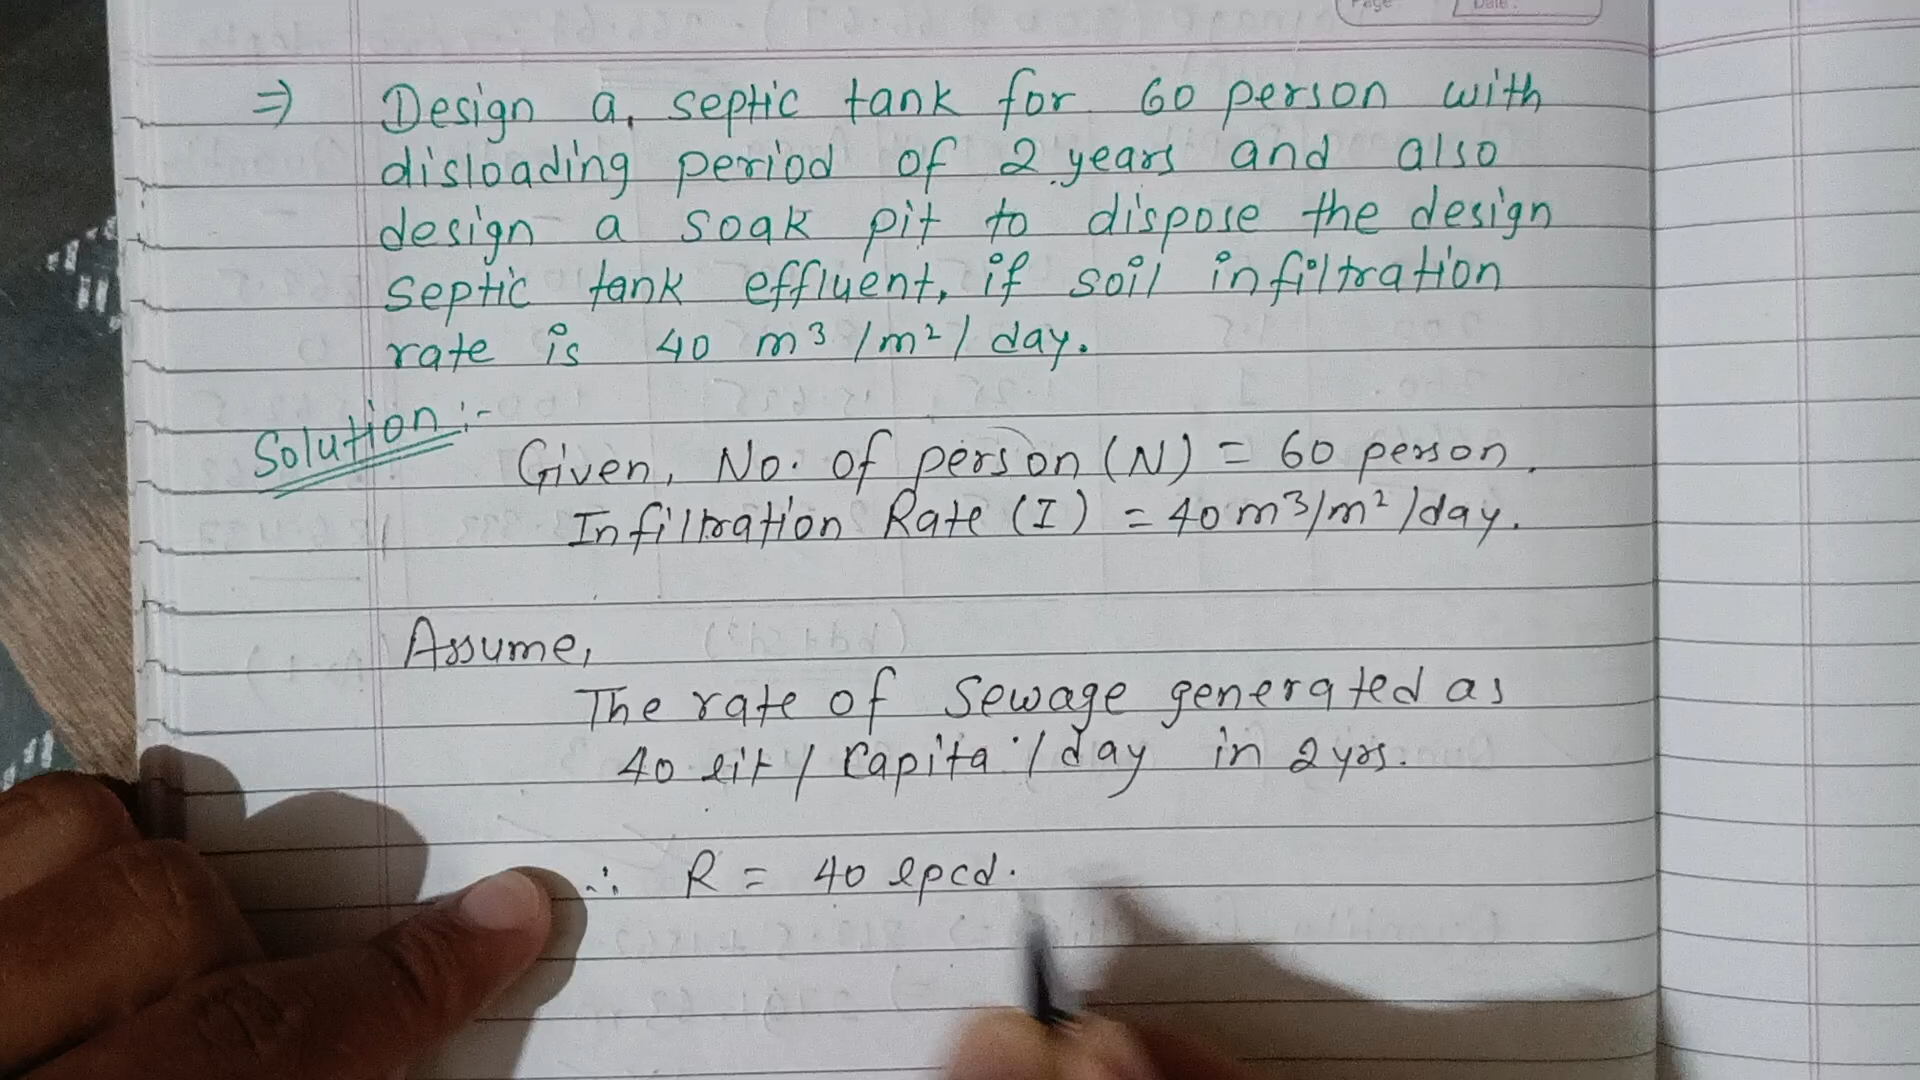 Page
Date:
⇒ Design a septic tank for 60 person with
disloading period of 2 years and also
design a soak pit to dispose the design
septic tank effluent, if soil infiltration
rate is 40 m³/m²/day.
Solution:-
Given, No. of person (N) = 60 person.
Infiltration Rate (I) = 40 m³/m²/day.
Assume,
The rate of sewage generated as
40 lit / Capita / day in 2 yrs.
∴ R = 40 lpcd.